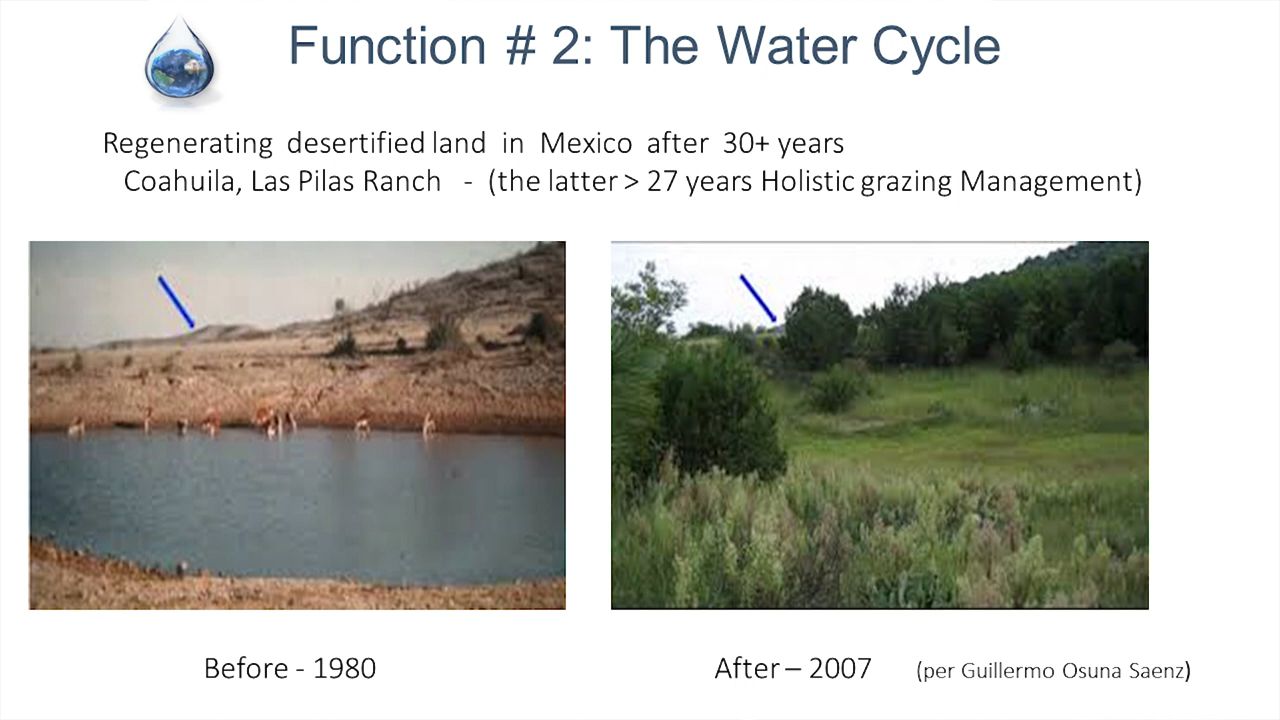 Function # 2: The Water Cycle
Regenerating desertified land in Mexico after 30+ years
Coahuila, Las Pilas Ranch - (the latter > 27 years Holistic grazing Management)
Before - 1980
After – 2007 (per Guillermo Osuna Saenz)